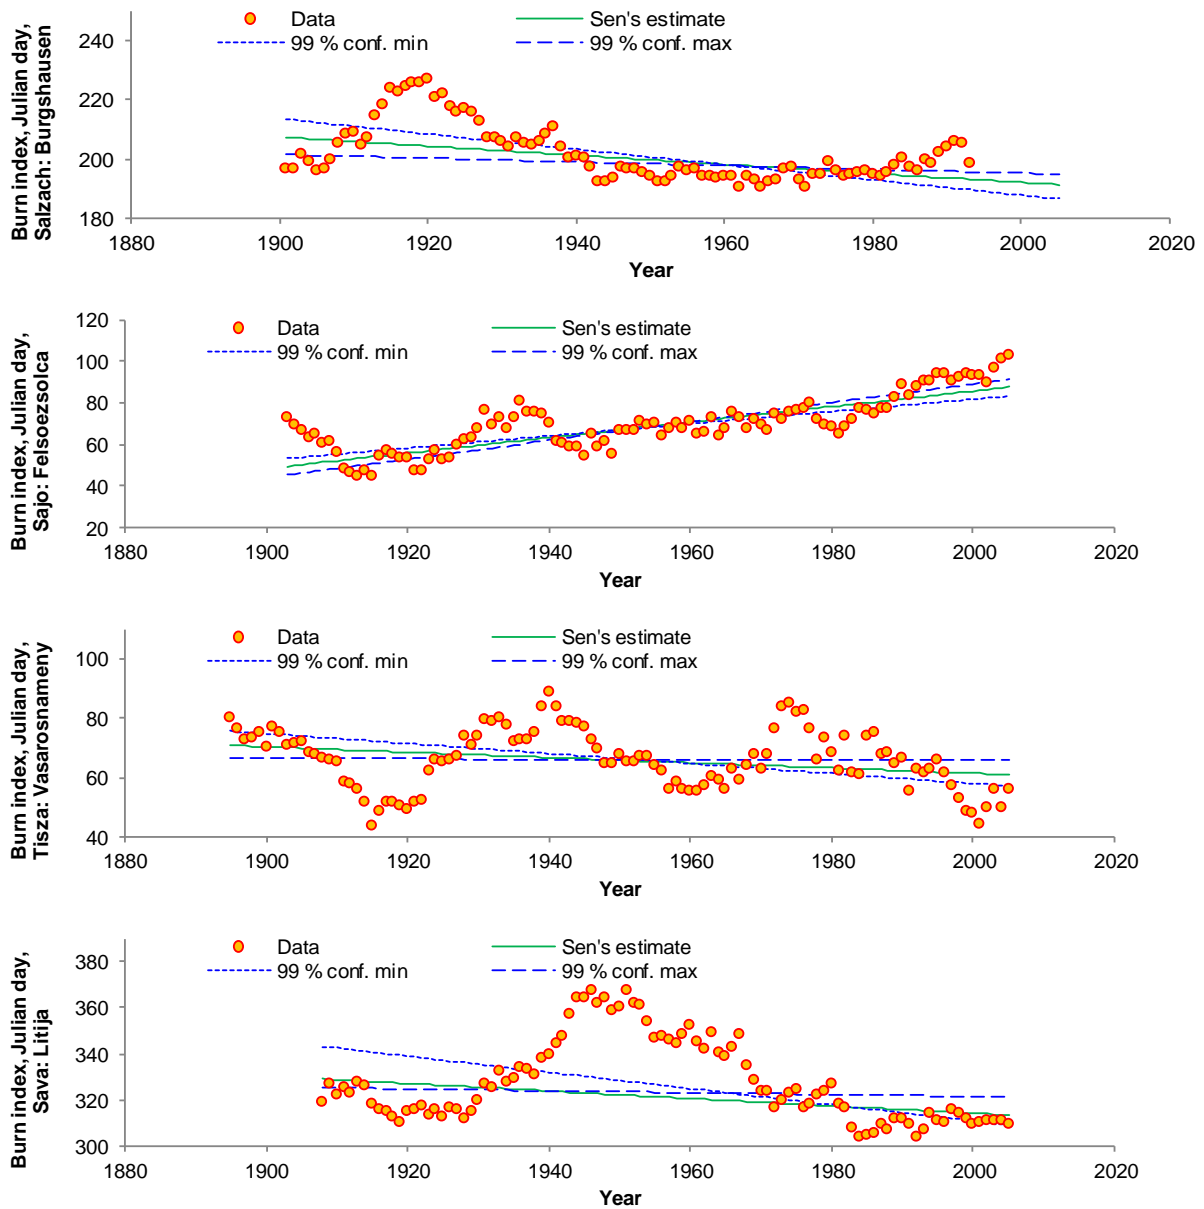 Burn index, Julian day,
Salzach: Burgshausen
Data
Sen's estimate
99 % conf. min
99 % conf. max
240
220
200
180
1880 1900 1920 1940 1960 1980 2000 2020
Year
Burn index, Julian day,
Sajo: Felsoezsolca
Data
Sen's estimate
99 % conf. min
99 % conf. max
120
100
80
60
40
20
1880 1900 1920 1940 1960 1980 2000 2020
Year
Burn index, Julian day,
Tisza: Vasarosnameny
Data
Sen's estimate
99 % conf. min
99 % conf. max
100
80
60
40
1880 1900 1920 1940 1960 1980 2000 2020
Year
Burn index, Julian day,
Sava: Litija
Data
Sen's estimate
99 % conf. min
99 % conf. max
380
360
340
320
300
1880 1900 1920 1940 1960 1980 2000 2020
Year